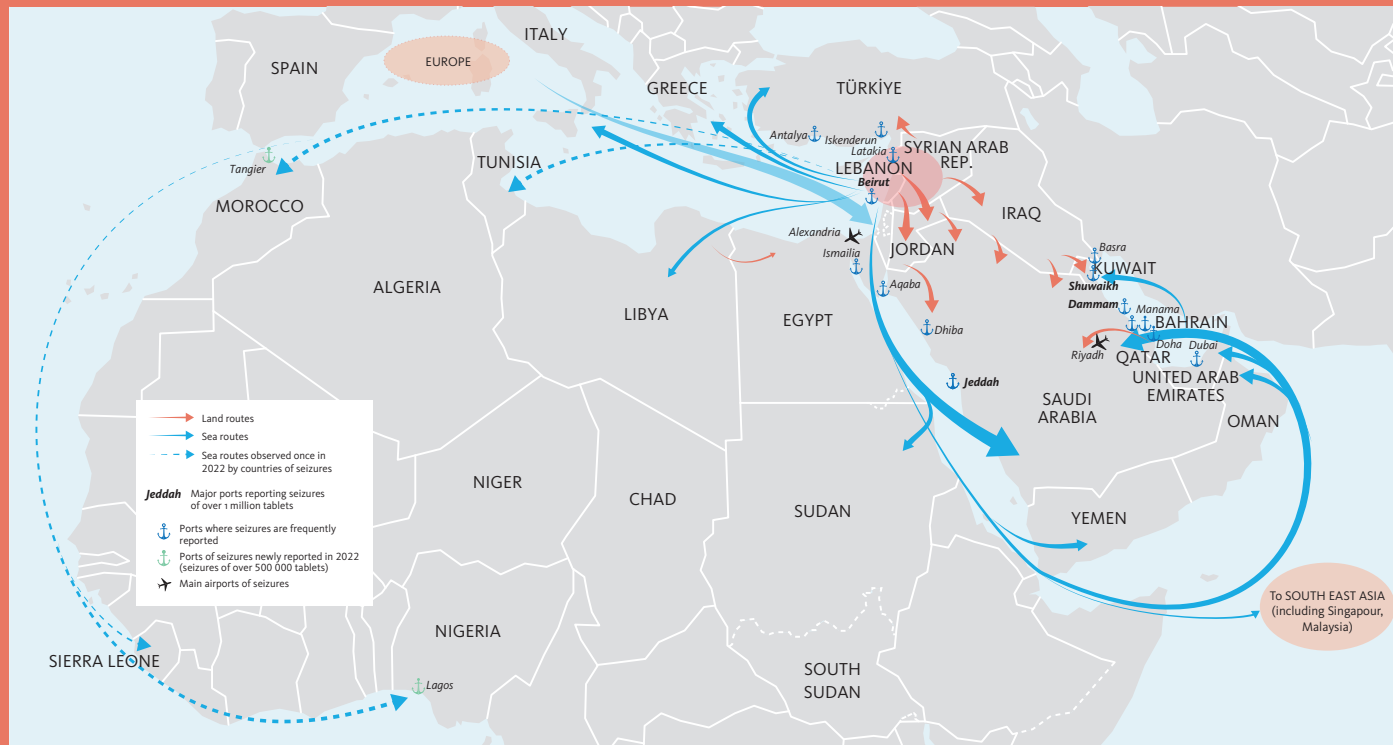 ITALY
SPAIN
EUROPE
GREECE
TÜRKİYE
Antalya
Iskenderun
Latakia
SYRIAN ARAB
REP.
LEBANON
Beirut
TUNISIA
Tangier
MOROCCO
IRAQ
Alexandria
Ismailia
JORDAN
Basra
KUWAIT
Shuwaikh
Aqaba
ALGERIA
LIBYA
EGYPT
Dammam
Manama
BAHRAIN
Dhiba
Doha
Dubai
Riyadh
QATAR
UNITED ARAB
EMIRATES
Jeddah
SAUDI
ARABIA
OMAN
Land routes
Sea routes
Sea routes observed once in
2022 by countries of seizures
Jeddah
Major ports reporting seizures
of over 1 million tablets
Ports where seizures are frequently
reported
Ports of seizures newly reported in 2022
(seizures of over 500 000 tablets)
Main airports of seizures
NIGER
CHAD
SUDAN
YEMEN
To SOUTH EAST ASIA
(including Singapour,
Malaysia)
NIGERIA
SIERRA LEONE
Lagos
SOUTH
SUDAN